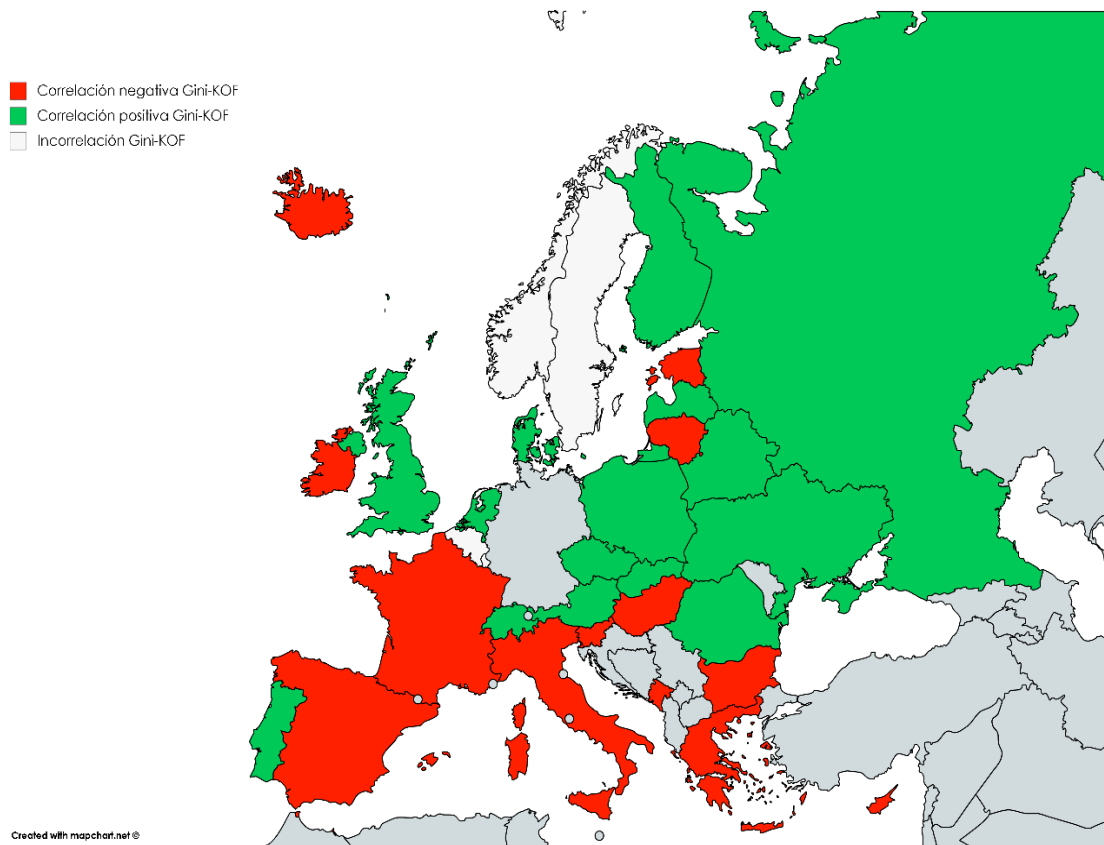 Correlación negativa Gini-KOF
Correlación positiva Gini-KOF
Incorrelación Gini-KOF
Created with mapchart.net ©